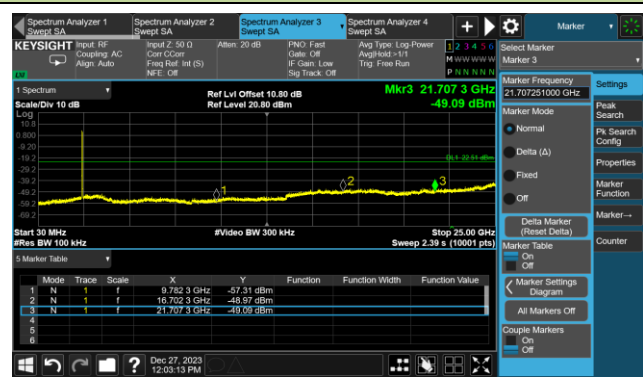 Spectrum Analyzer 1
Swept SA
Spectrum Analyzer 2
Swept SA
Spectrum Analyzer 3
Swept SA
Spectrum Analyzer 4
Swept SA
+
Marker
KEYSIGHT
Input: RF
Coupling: AC
Align: Auto
Input Z: 50 Ω
Corr CCorr
Freq Ref: Int (S)
NFE: Off
Atten: 20 dB
PNO: Fast
Gate: Off
IF Gain: Low
Sig Track: Off
Avg Type: Log-Power
Avg|Hold:>1/1
Trig: Free Run
1 2 3 4 5 6
M W W W W W
P N N N N N
LW
Select Marker
Marker 3
1 Spectrum
Scale/Div 10 dB
Ref Lvl Offset 10.80 dB
Ref Level 20.80 dBm
Mkr3 21.707 3 GHz
-49.09 dBm
Log
10.8
0.800
-9.20
-19.2
-29.2
-39.2
-49.2
-59.2
-69.2
DL1 -22.51 dBm
1
2
3
Start 30 MHz
#Res BW 100 kHz
#Video BW 300 kHz
Stop 25.00 GHz
Sweep 2.39 s (10001 pts)
5 Marker Table
Mode Trace Scale X Y Function Function Width Function Value
1 N 1 f 9.782 3 GHz -57.31 dBm
2 N 1 f 16.702 3 GHz -48.97 dBm
3 N 1 f 21.707 3 GHz -49.09 dBm
4
5
6
Marker Frequency
21.707251000 GHz
Marker Mode
Normal
Delta (Δ)
Fixed
Off
Delta Marker
(Reset Delta)
Marker Table
On
Off
Marker Settings
Diagram
All Markers Off
Couple Markers
On
Off
Settings
Peak
Search
Pk Search
Config
Properties
Marker
Function
Marker→
Counter
?
Dec 27, 2023
12:03:13 PM